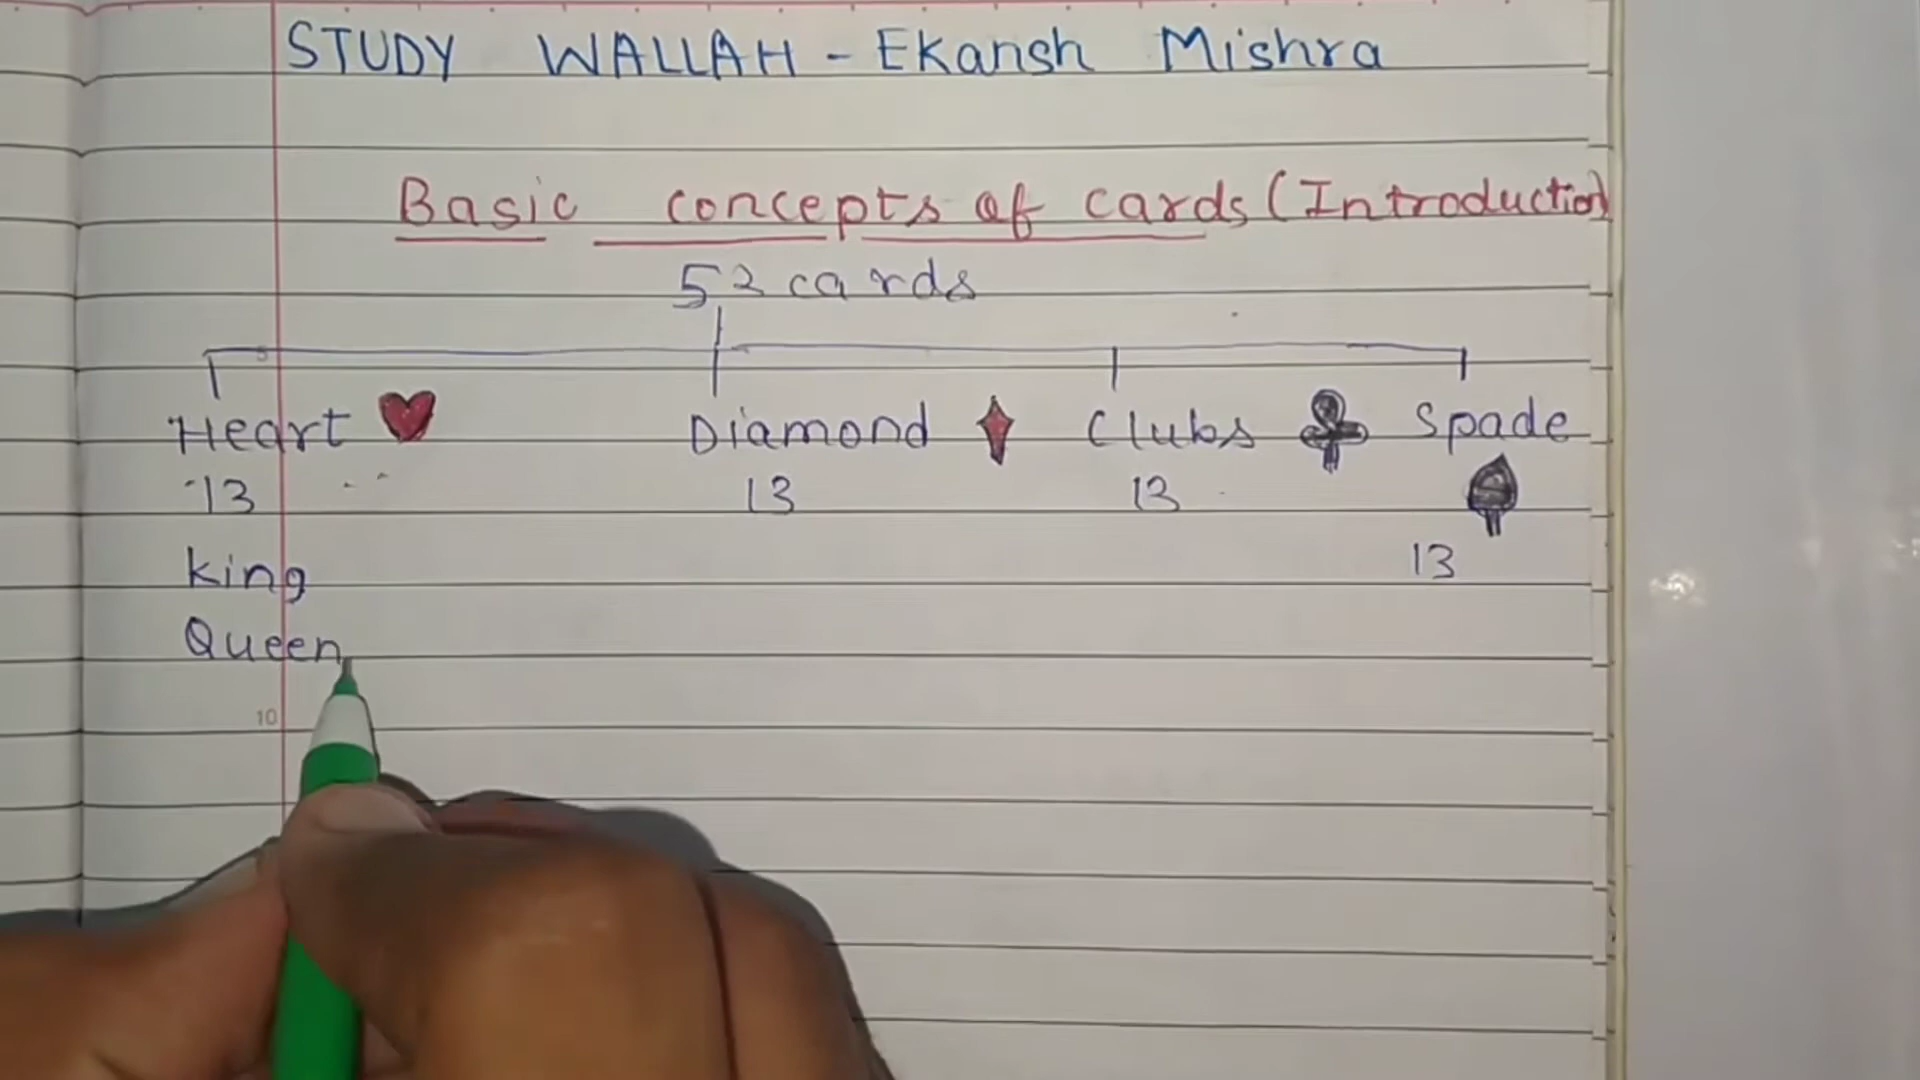 STUDY WALLAH - Ekansh Mishra
Basic concepts of cards (Introduction)
52 cards
5
Heart Diamond Clubs Spade
13 13 13
13
king
Queen
10